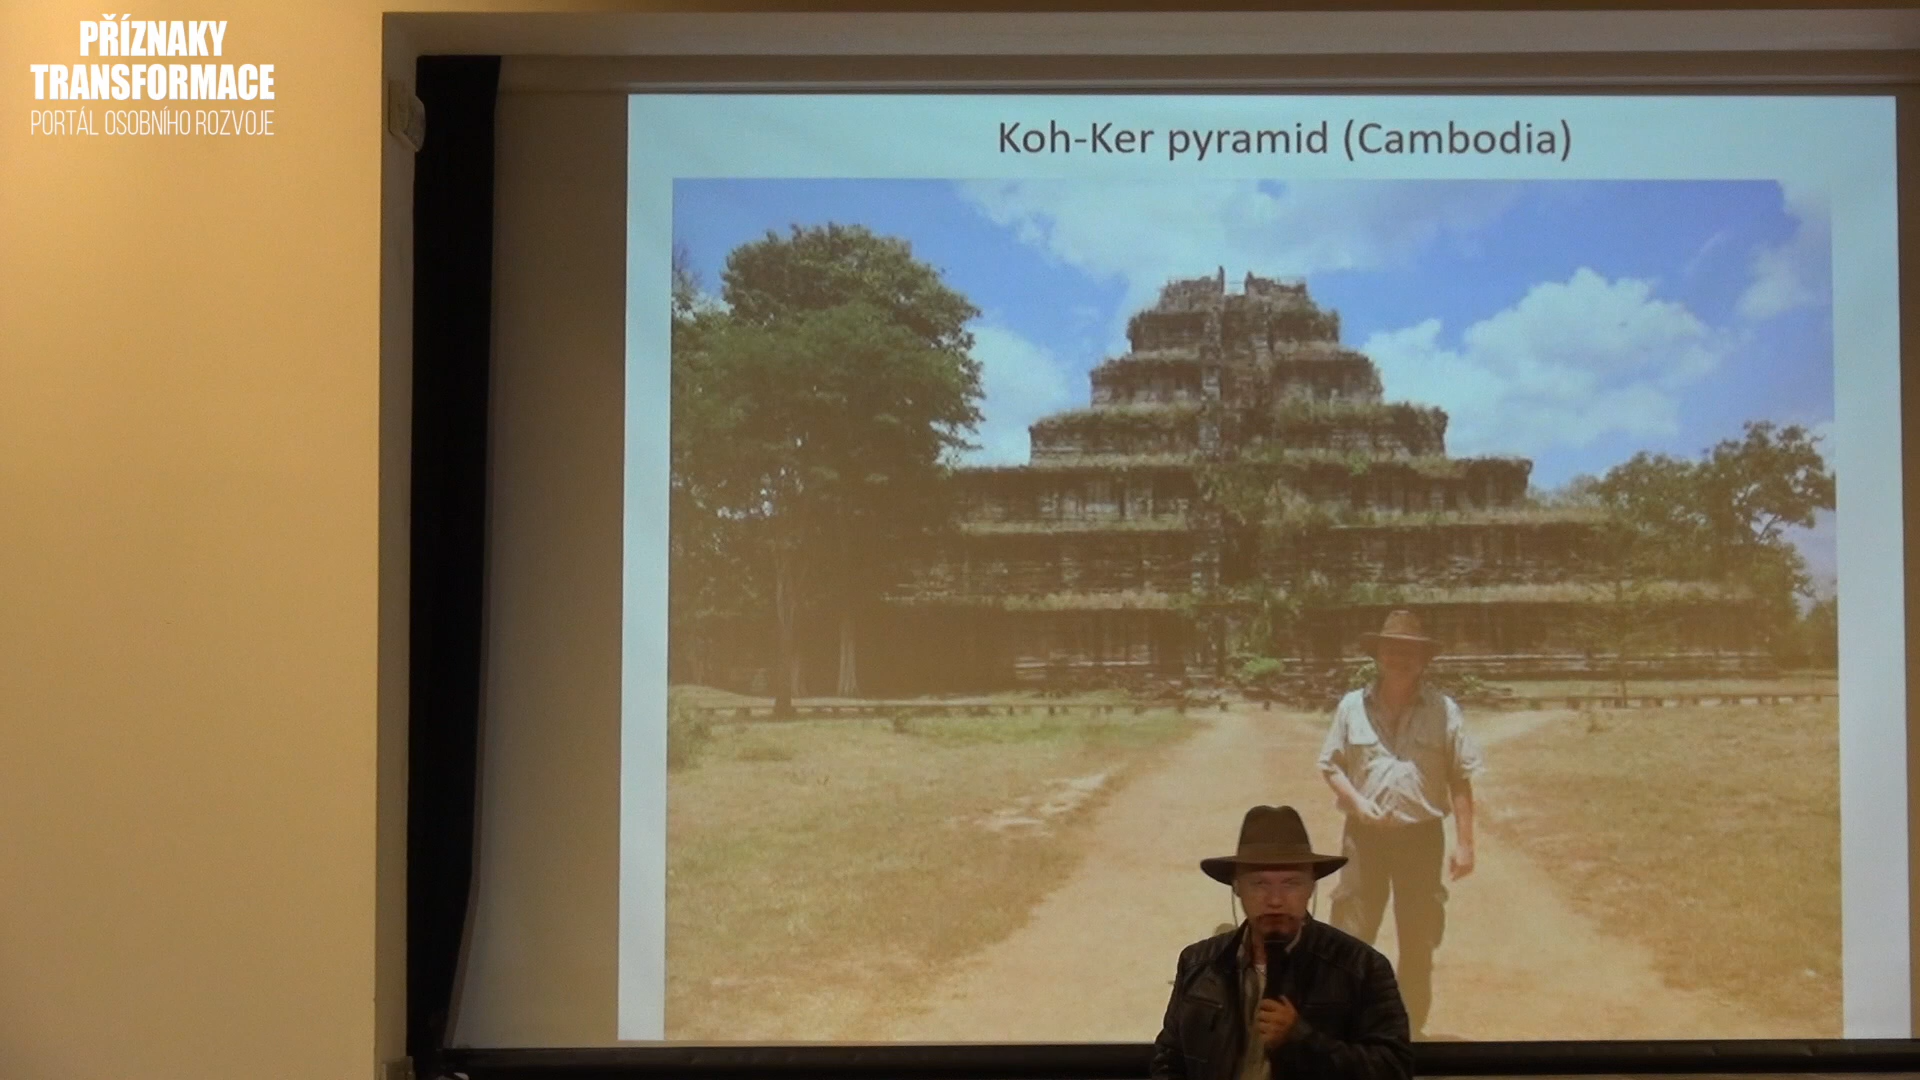 PŘÍZNAKY
TRANSFORMACE
PORTÁL OSOBNÍHO ROZVOJE
Koh-Ker pyramid (Cambodia)